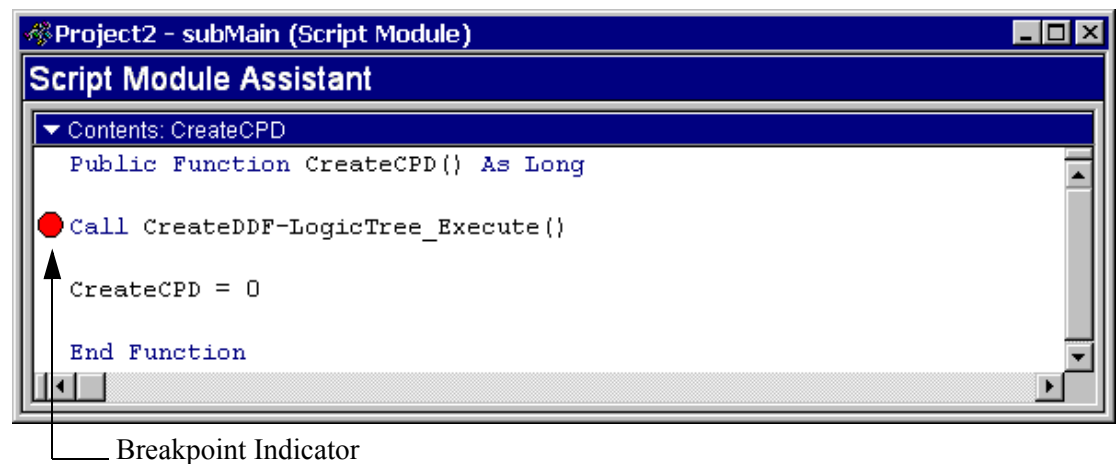 Project2 - subMain (Script Module)
Script Module Assistant
Contents: CreateCPD
Public Function CreateCPD() As Long
Call CreateDDF-LogicTree_Execute()
CreateCPD = 0
End Function
Breakpoint Indicator